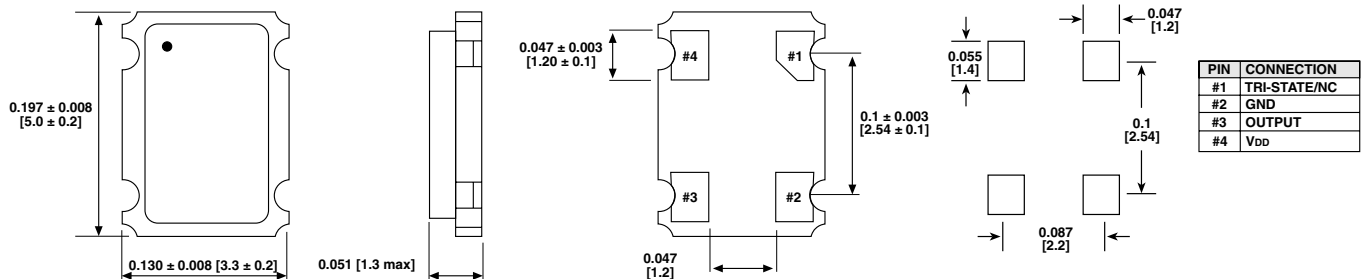 0.197 ± 0.008
[5.0 ± 0.2]
0.130 ± 0.008 [3.3 ± 0.2]
0.051 [1.3 max]
0.047 ± 0.003
[1.20 ± 0.1]
#4
#1
#3
#2
0.1 ± 0.003
[2.54 ± 0.1]
0.047
[1.2]
0.047
[1.2]
0.055
[1.4]
0.1
[2.54]
0.087
[2.2]
PIN CONNECTION
#1 TRI-STATE/NC
#2 GND
#3 OUTPUT
#4 VDD